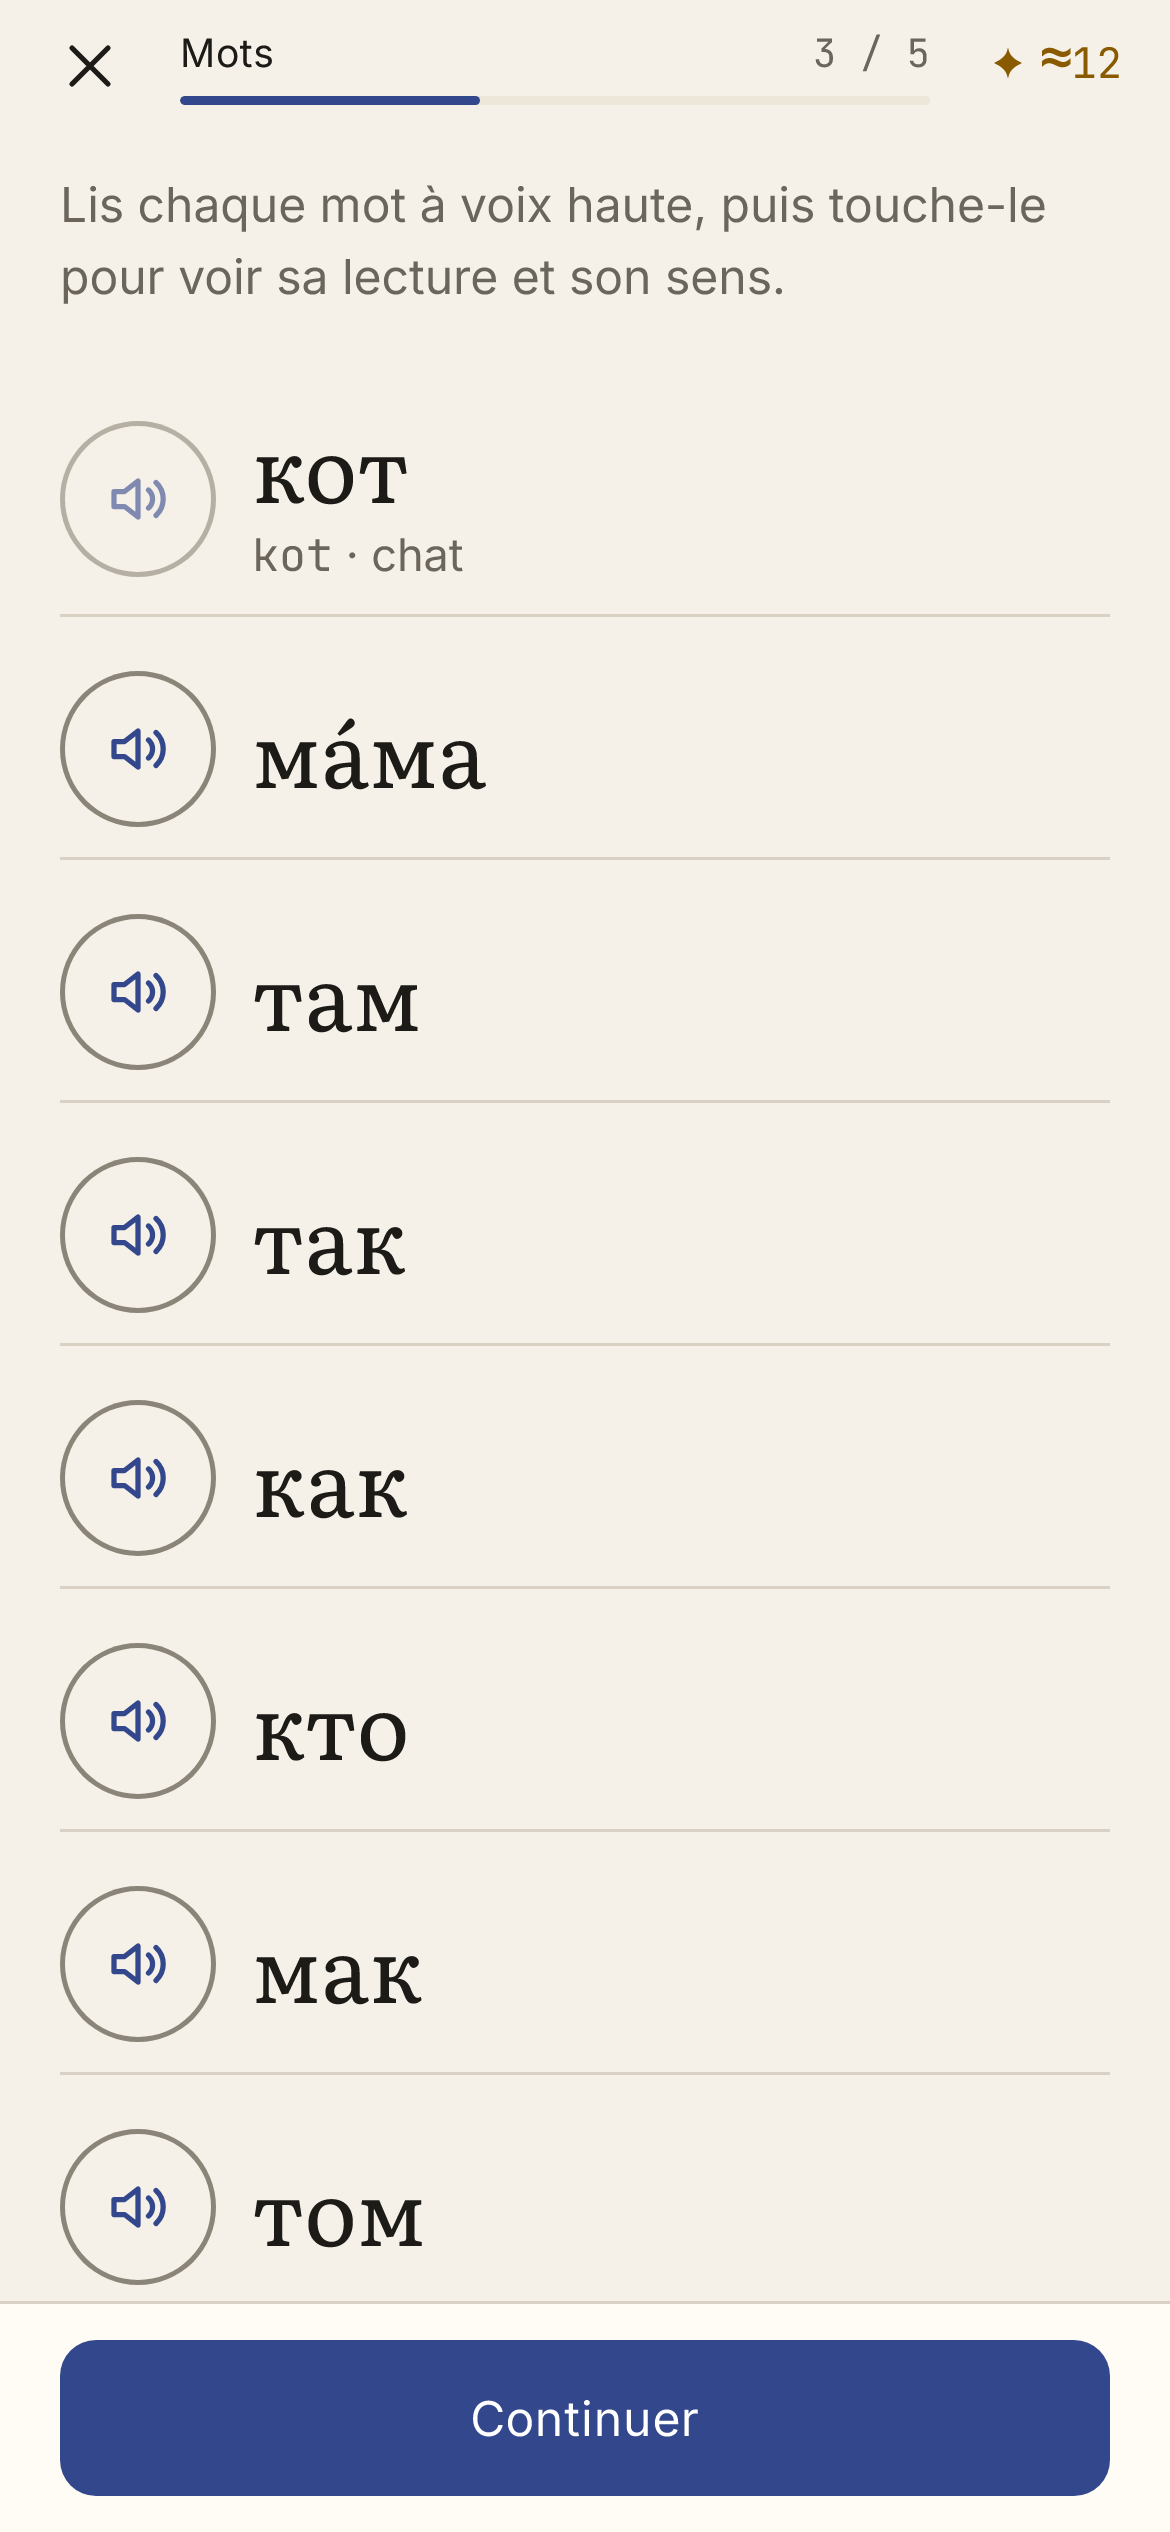 Mots
3 / 5
✦ ≈12
Lis chaque mot à voix haute, puis touche-le
pour voir sa lecture et son sens.
кот
kot · chat
ма́ма
там
так
как
кто
мак
том
Continuer